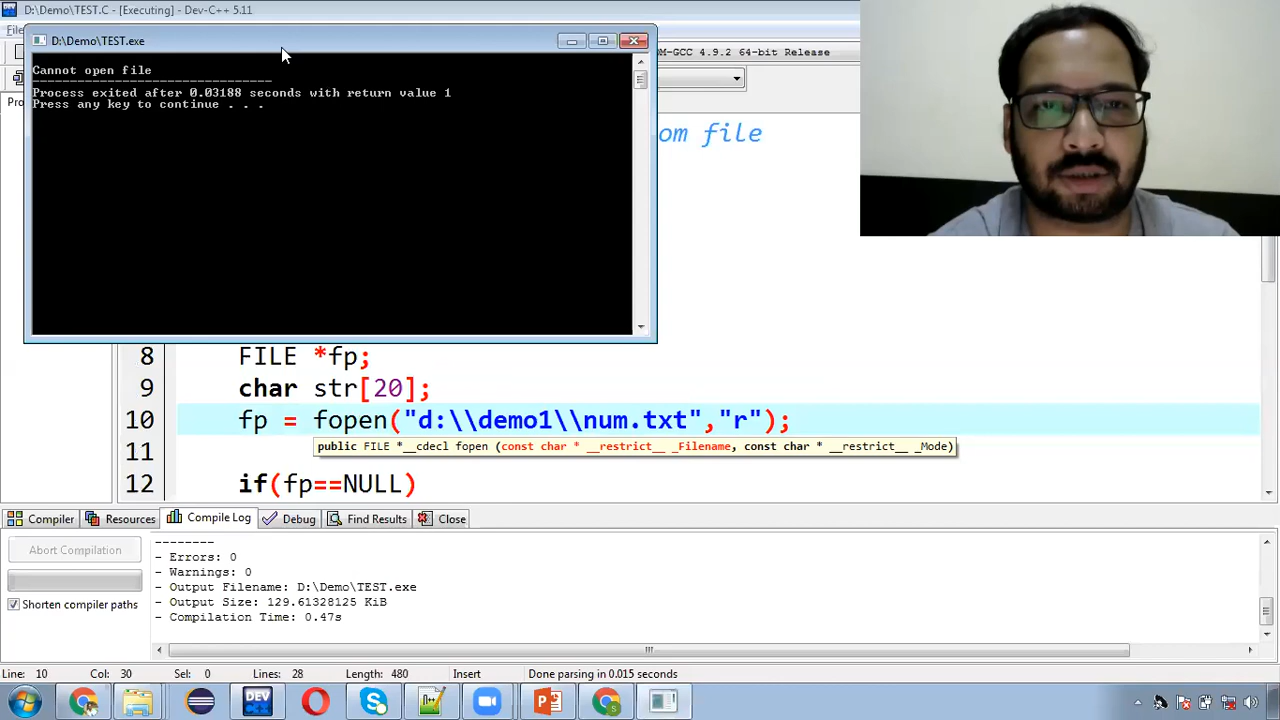 D:\Demo\TEST.C - [Executing] - Dev-C++ 5.11
D:\Demo\TEST.exe
Cannot open file
--------------------------------
Process exited after 0.03188 seconds with return value 1
Press any key to continue . . .
GCC 4.9.2 64-bit Release
om file
8 FILE *fp;
9 char str[20];
10 fp = fopen("d:\\demo1\\num.txt","r");
public FILE *__cdecl fopen (const char * __restrict__ _Filename, const char * __restrict__ _Mode)
11
12 if(fp==NULL)
Compiler Resources Compile Log Debug Find Results Close
Abort Compilation
Shorten compiler paths
--------
- Errors: 0
- Warnings: 0
- Output Filename: D:\Demo\TEST.exe
- Output Size: 129.61328125 KiB
- Compilation Time: 0.47s
Line: 10 Col: 30 Sel: 0 Lines: 28 Length: 480 Insert Done parsing in 0.015 seconds
DEV
C++